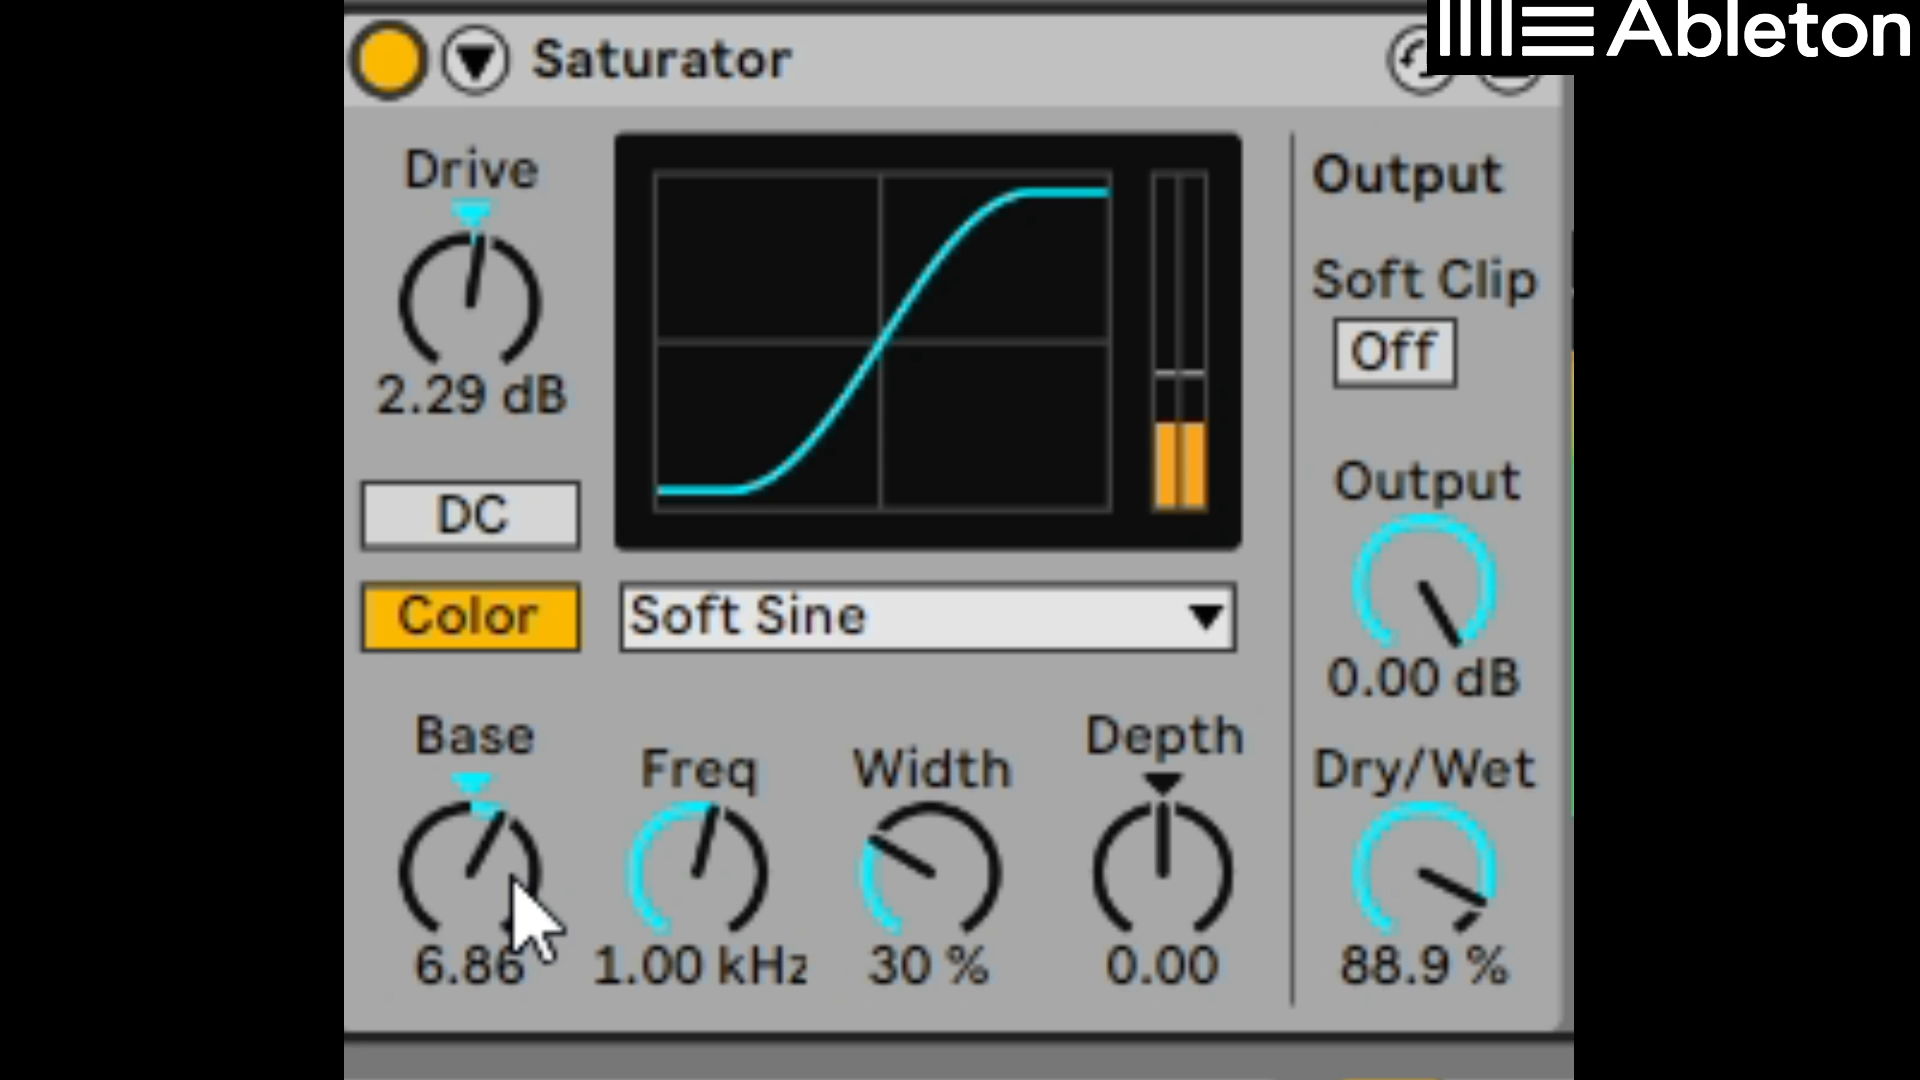 Ableton
Saturator
Drive
2.29 dB
DC
Color
Soft Sine
Output
Soft Clip
Off
Output
0.00 dB
Base
6.86
Freq
1.00 kHz
Width
30 %
Depth
0.00
Dry/Wet
88.9 %